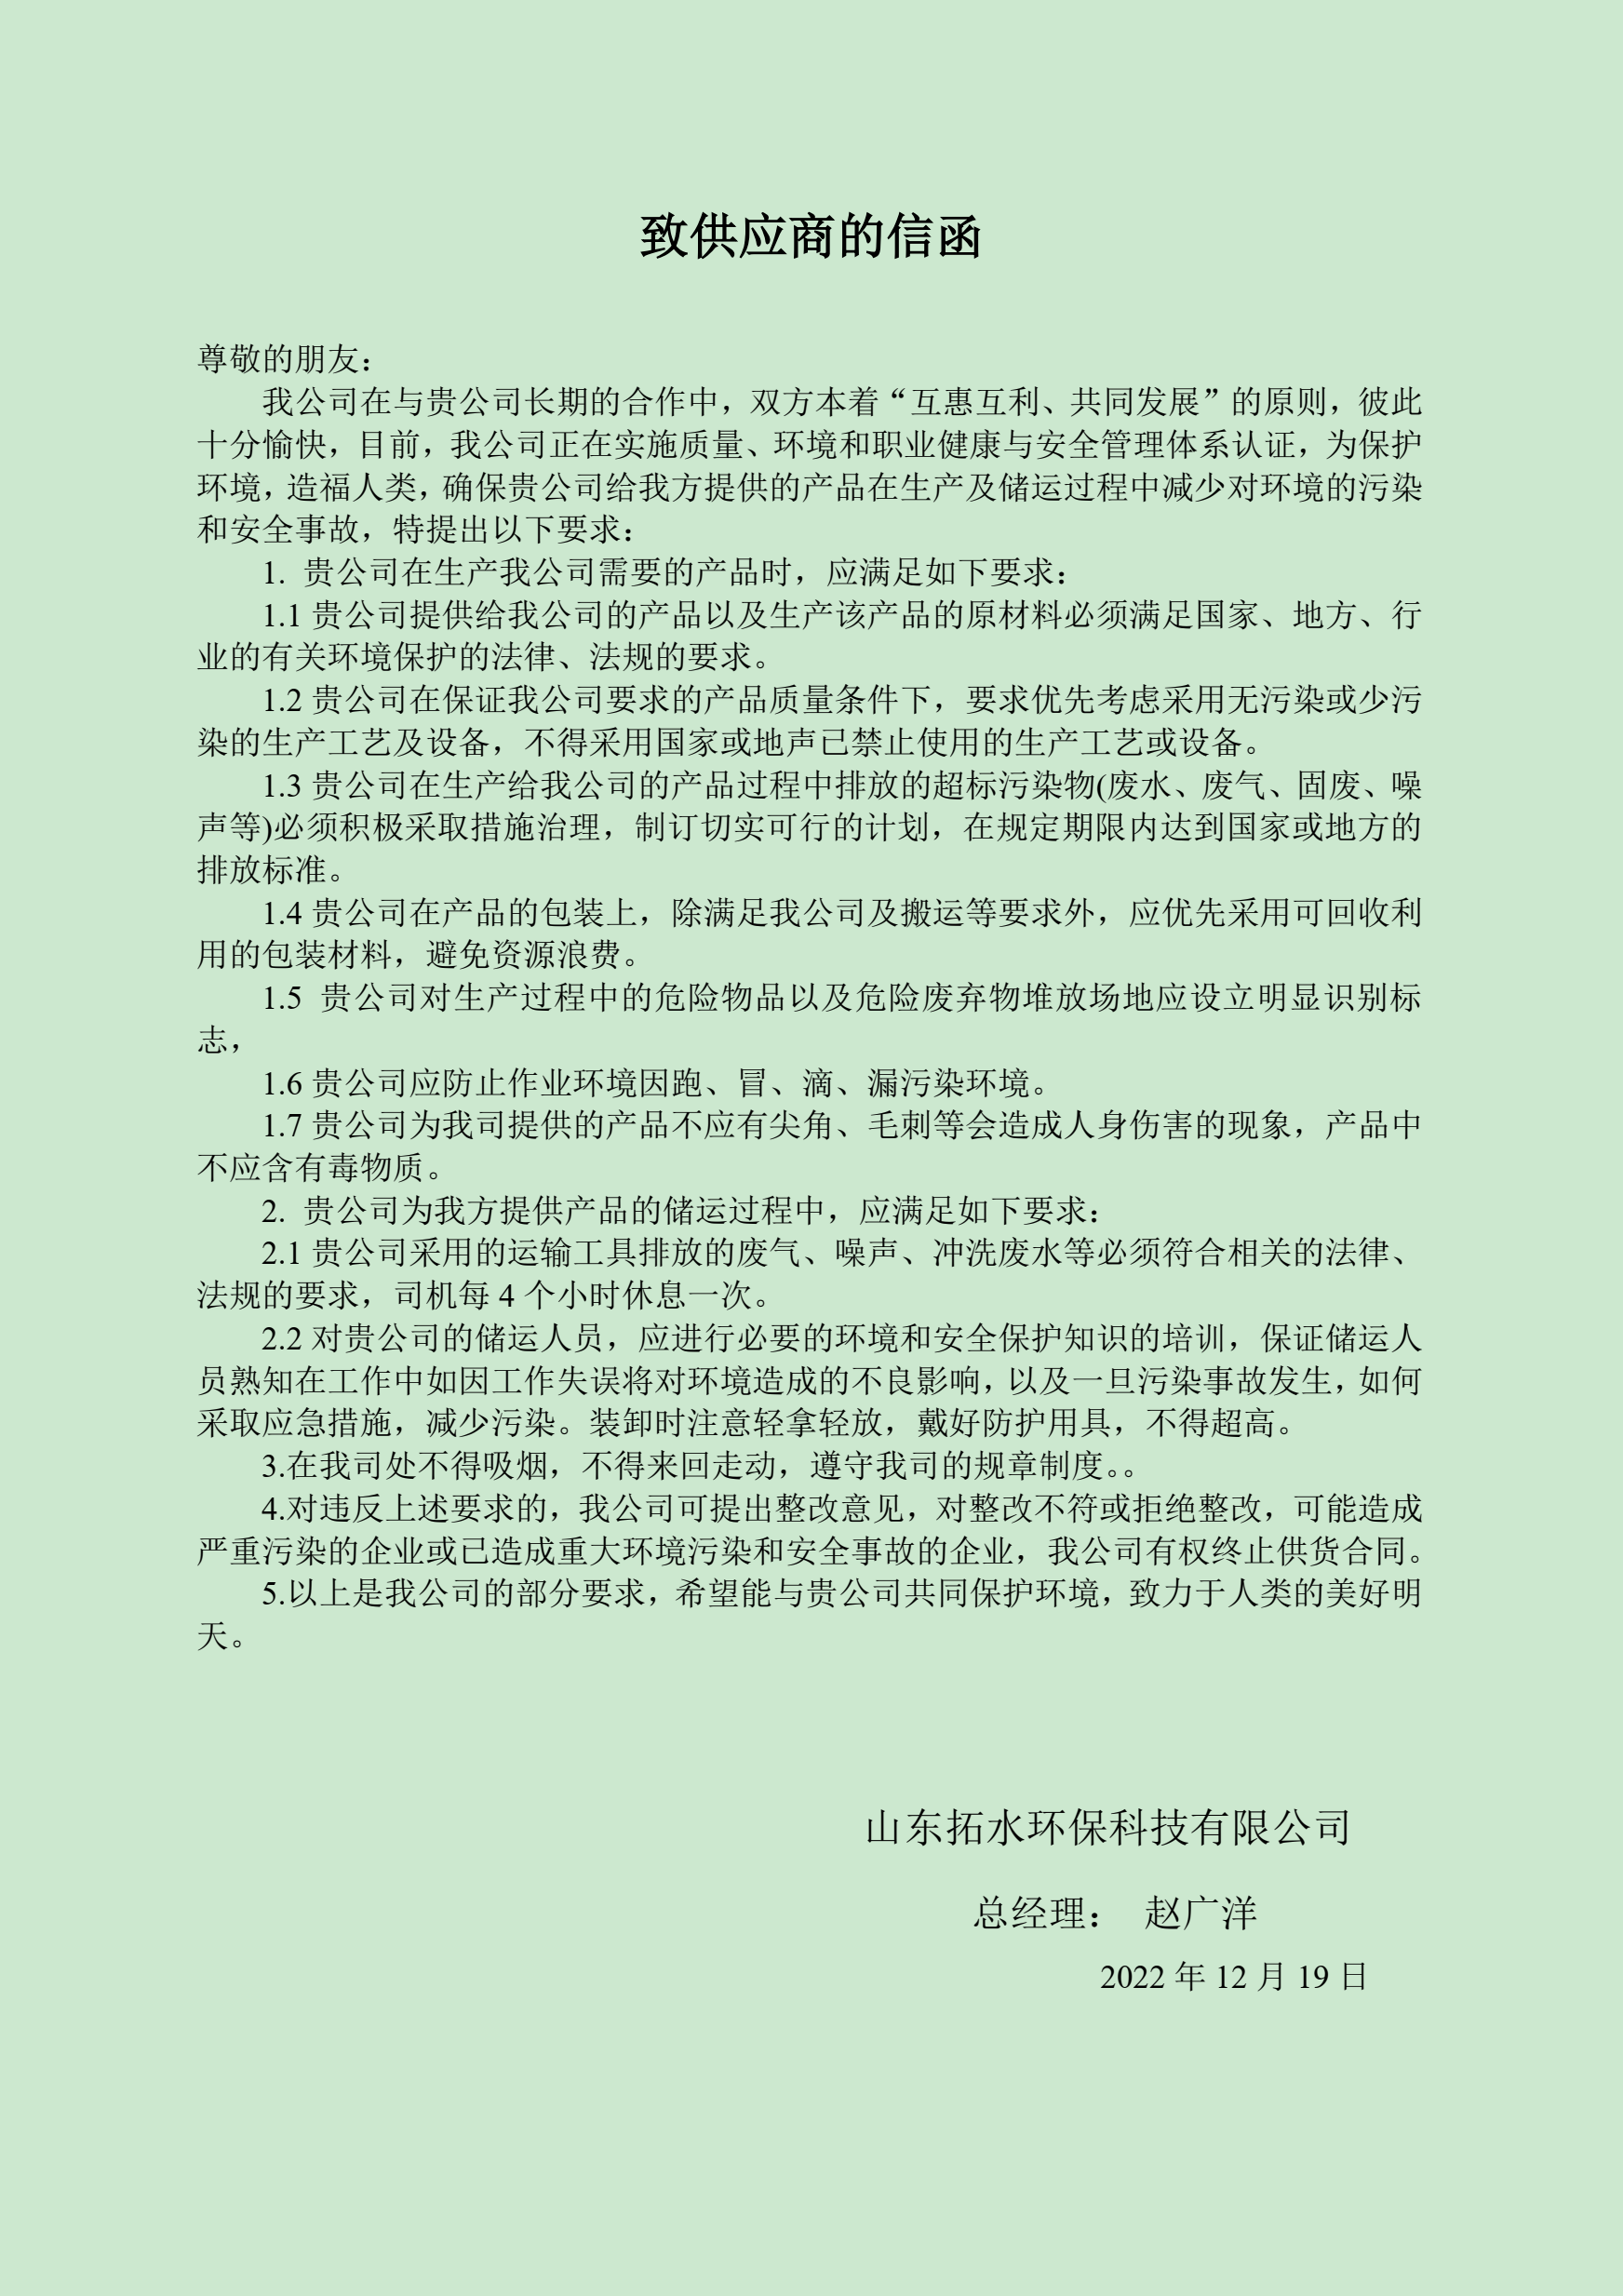 致供应商的信函
尊敬的朋友：
我公司在与贵公司长期的合作中，双方本着“互惠互利、共同发展”的原则，彼此
十分愉快，目前，我公司正在实施质量、环境和职业健康与安全管理体系认证，为保护
环境，造福人类，确保贵公司给我方提供的产品在生产及储运过程中减少对环境的污染
和安全事故，特提出以下要求：
1. 贵公司在生产我公司需要的产品时，应满足如下要求：
1.1 贵公司提供给我公司的产品以及生产该产品的原材料必须满足国家、地方、行
业的有关环境保护的法律、法规的要求。
1.2 贵公司在保证我公司要求的产品质量条件下，要求优先考虑采用无污染或少污
染的生产工艺及设备，不得采用国家或地声已禁止使用的生产工艺或设备。
1.3 贵公司在生产给我公司的产品过程中排放的超标污染物(废水、废气、固废、噪
声等)必须积极采取措施治理，制订切实可行的计划，在规定期限内达到国家或地方的
排放标准。
1.4 贵公司在产品的包装上，除满足我公司及搬运等要求外，应优先采用可回收利
用的包装材料，避免资源浪费。
1.5 贵公司对生产过程中的危险物品以及危险废弃物堆放场地应设立明显识别标
志，
1.6 贵公司应防止作业环境因跑、冒、滴、漏污染环境。
1.7 贵公司为我司提供的产品不应有尖角、毛刺等会造成人身伤害的现象，产品中
不应含有毒物质。
2. 贵公司为我方提供产品的储运过程中，应满足如下要求：
2.1 贵公司采用的运输工具排放的废气、噪声、冲洗废水等必须符合相关的法律、
法规的要求，司机每 4 个小时休息一次。
2.2 对贵公司的储运人员，应进行必要的环境和安全保护知识的培训，保证储运人
员熟知在工作中如因工作失误将对环境造成的不良影响，以及一旦污染事故发生，如何
采取应急措施，减少污染。装卸时注意轻拿轻放，戴好防护用具，不得超高。
3.在我司处不得吸烟，不得来回走动，遵守我司的规章制度。。
4.对违反上述要求的，我公司可提出整改意见，对整改不符或拒绝整改，可能造成
严重污染的企业或已造成重大环境污染和安全事故的企业，我公司有权终止供货合同。
5.以上是我公司的部分要求，希望能与贵公司共同保护环境，致力于人类的美好明
天。
山东拓水环保科技有限公司
总经理： 赵广洋
2022 年 12 月 19 日